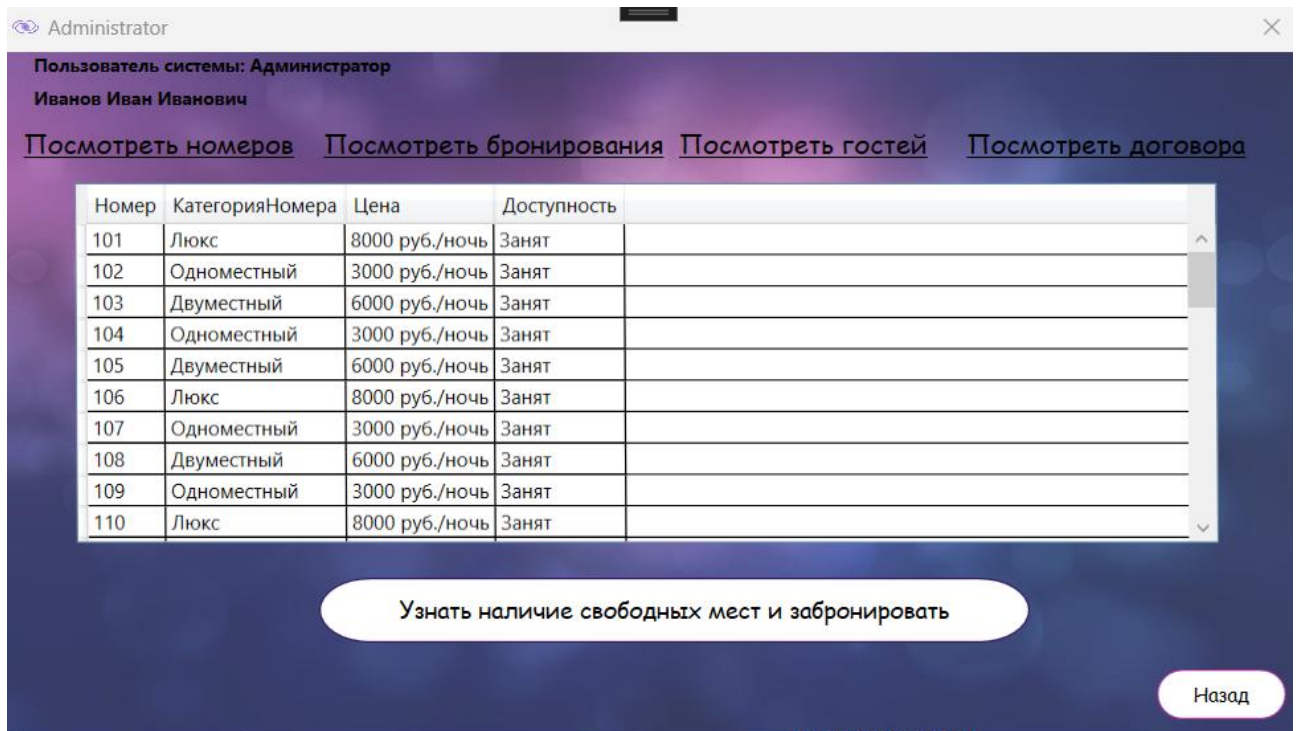 Administrator
Пользователь системы: Администратор
Иванов Иван Иванович
Посмотреть номеров Посмотреть бронирования Посмотреть гостей Посмотреть договора
Номер КатегорияНомера Цена Доступность
101 Люкс 8000 руб./ночь Занят
102 Одноместный 3000 руб./ночь Занят
103 Двуместный 6000 руб./ночь Занят
104 Одноместный 3000 руб./ночь Занят
105 Двуместный 6000 руб./ночь Занят
106 Люкс 8000 руб./ночь Занят
107 Одноместный 3000 руб./ночь Занят
108 Двуместный 6000 руб./ночь Занят
109 Одноместный 3000 руб./ночь Занят
110 Люкс 8000 руб./ночь Занят
Узнать наличие свободных мест и забронировать
Назад